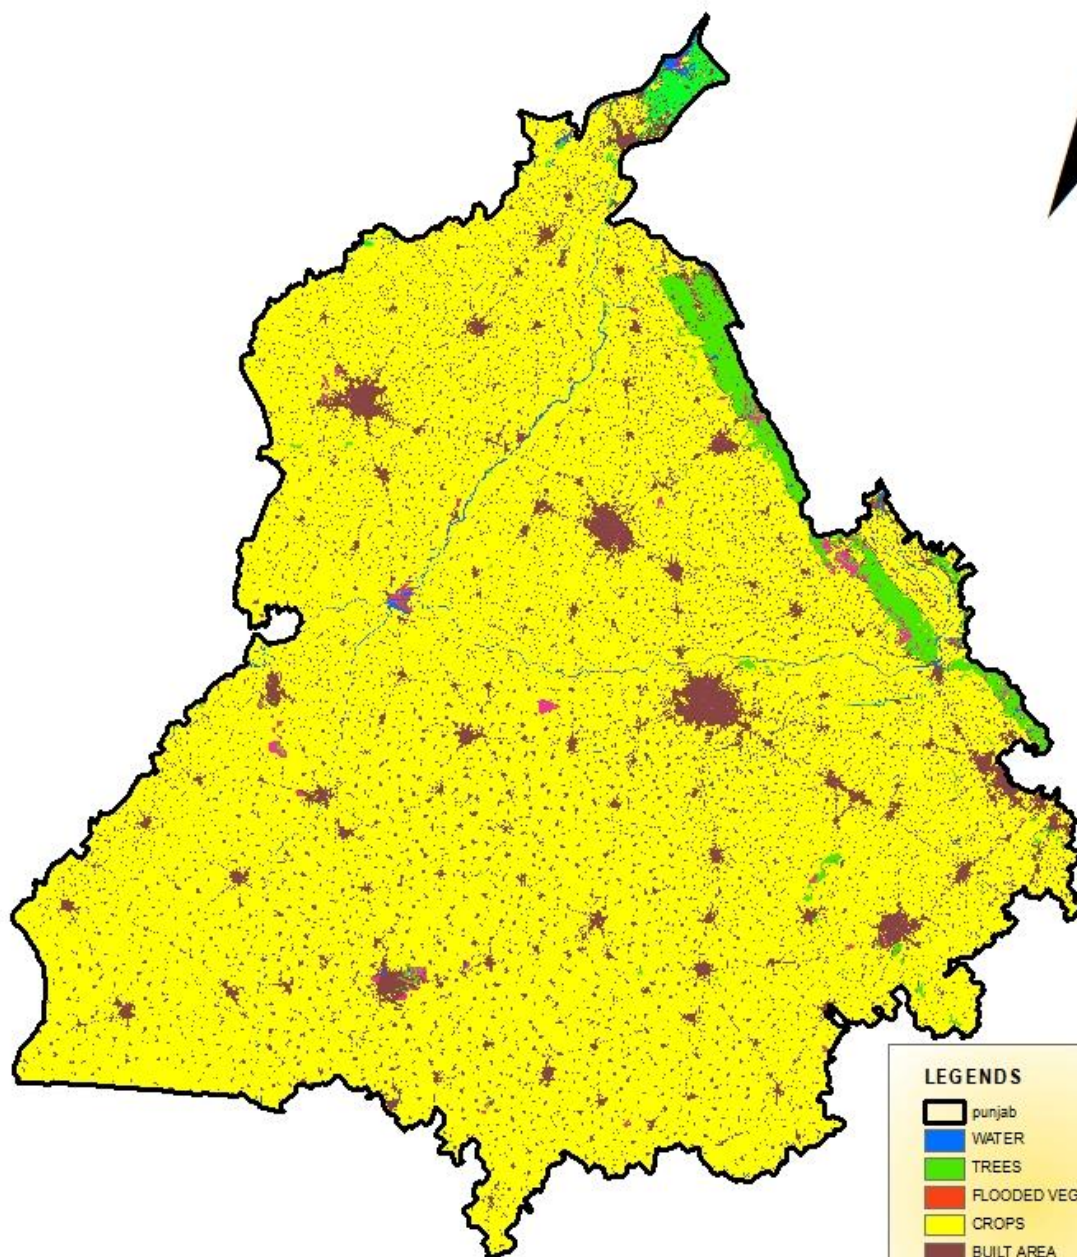 LEGENDS
punjab
WATER
TREES
FLOODED VEG
CROPS
BUILT AREA